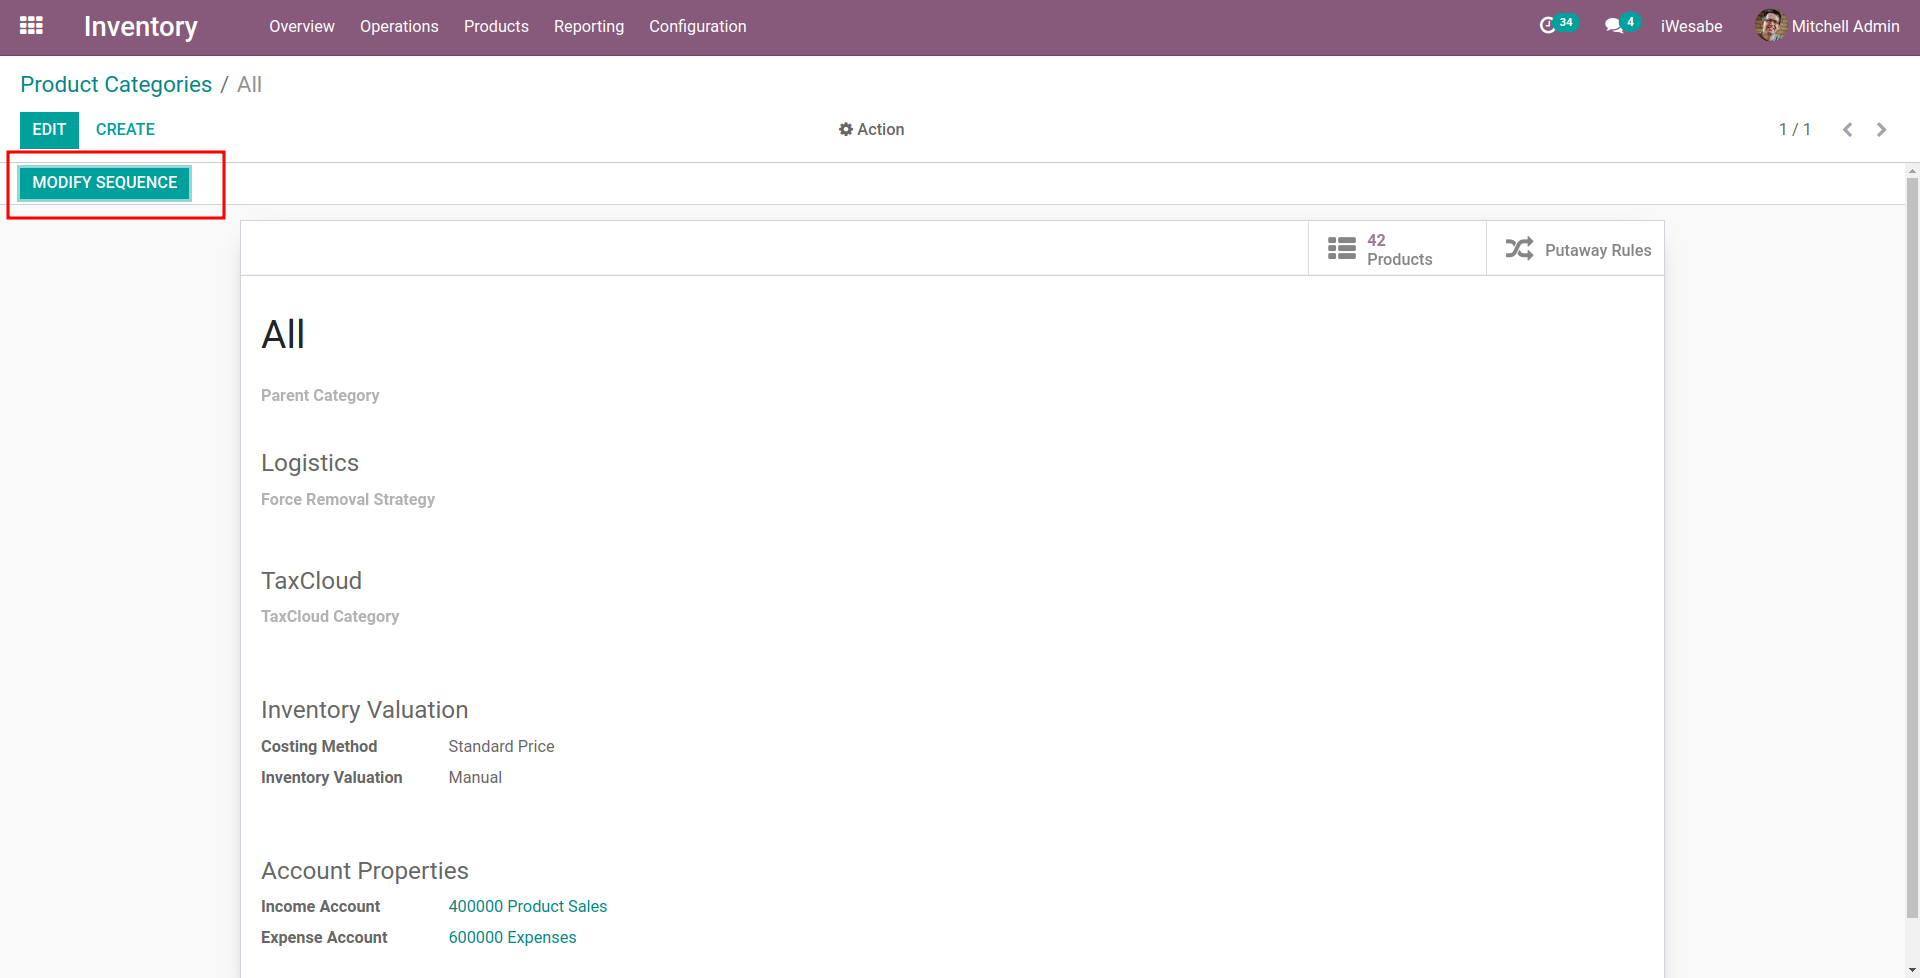 Inventory Overview Operations Products Reporting Configuration 34 4 iWesabe Mitchell Admin
Product Categories / All
EDIT CREATE Action 1 / 1
MODIFY SEQUENCE
42
Products
Putaway Rules
All
Parent Category
Logistics
Force Removal Strategy
TaxCloud
TaxCloud Category
Inventory Valuation
Costing Method Standard Price
Inventory Valuation Manual
Account Properties
Income Account 400000 Product Sales
Expense Account 600000 Expenses